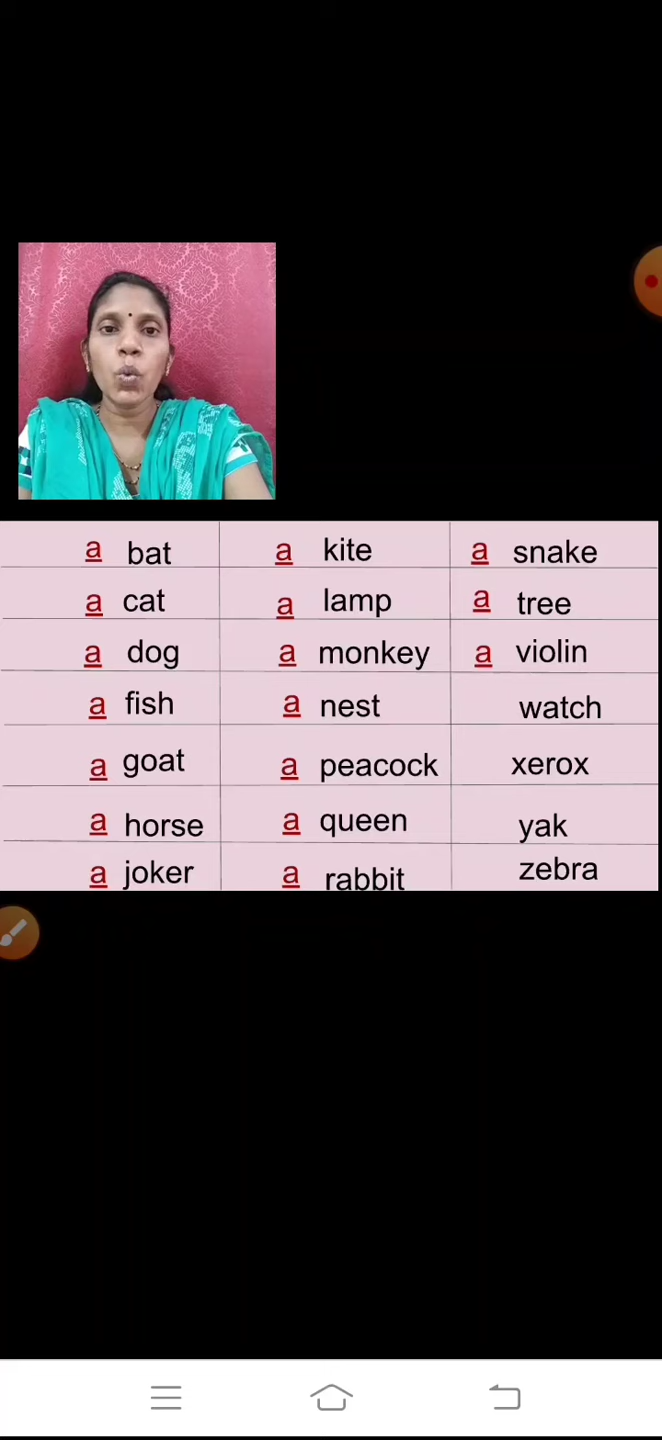 a bat a kite a snake
a cat a lamp a tree
a dog a monkey a violin
a fish a nest watch
a goat a peacock xerox
a horse a queen yak
a joker a rabbit zebra